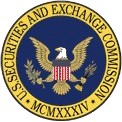 U.S. SECURITIES AND EXCHANGE COMMISSION
MCMXXXIV